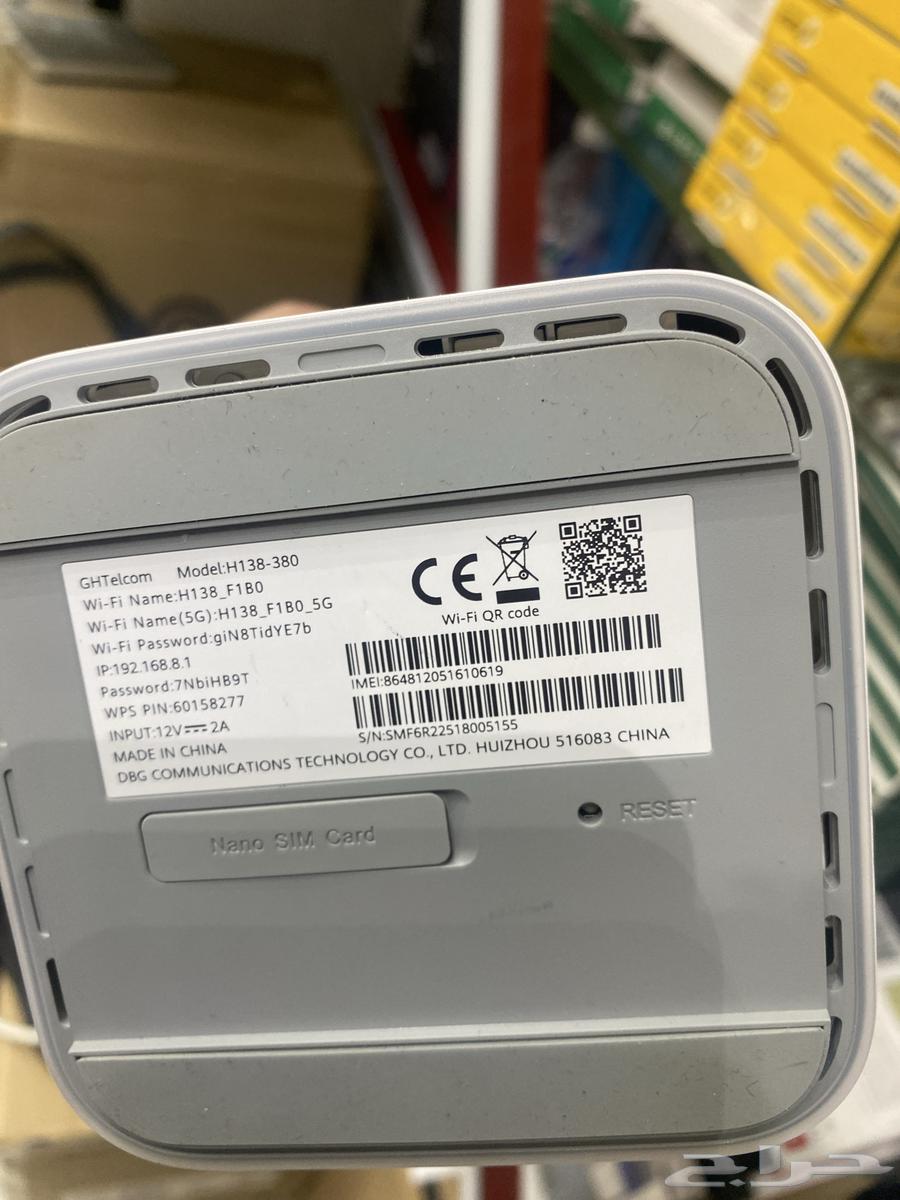 GHTelcom Model:H138-380
Wi-Fi Name:H138_F1B0
Wi-Fi Name(5G):H138_F1B0_5G
Wi-Fi Password:giN8TidYE7b
IP:192.168.8.1
Password:7NbiHB9T
WPS PIN:60158277
INPUT:12V⎓2A
MADE IN CHINA
DBG COMMUNICATIONS TECHNOLOGY CO., LTD. HUIZHOU 516083 CHINA
CE
Wi-Fi QR code
IMEI:864812051610619
S/N:SMF6R22518005155
Nano SIM Card
RESET
حراج